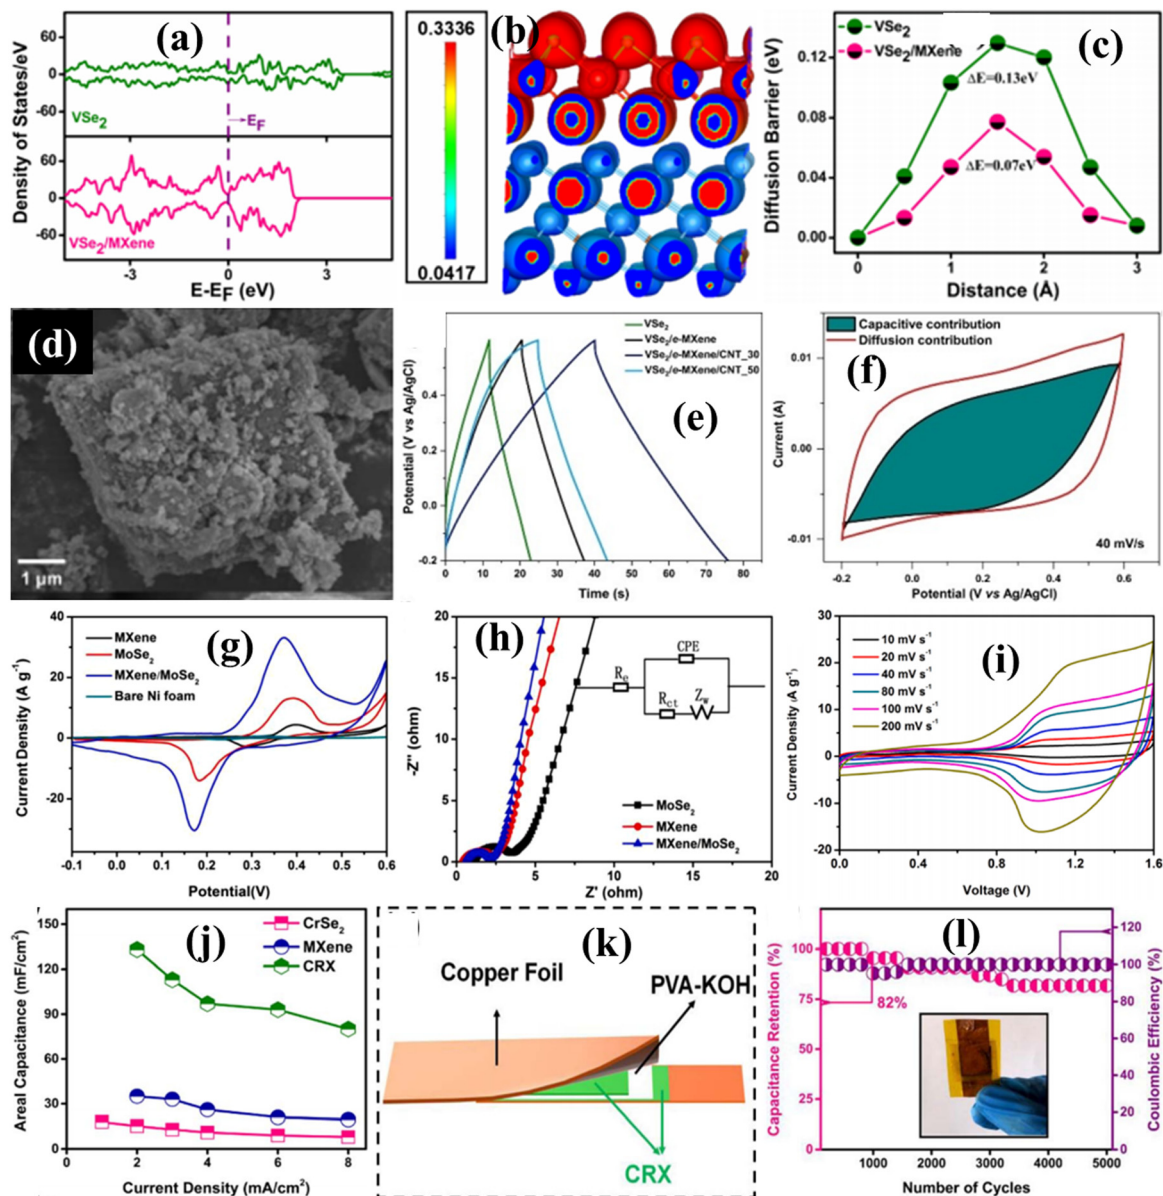 (a)
Density of States/eV
60
0
-60
VSe2
EF
60
0
-60
VSe2/MXene
-3
0
3
E-EF (eV)
(b)
0.3336
0.0417
(c)
VSe2
VSe2/MXene
ΔE=0.13eV
ΔE=0.07eV
Diffusion Barrier (eV)
0.12
0.08
0.04
0.00
0
1
2
3
Distance (Å)
(d)
1 μm
(e)
VSe2
VSe2/e-MXene
VSe2/e-MXene/CNT_30
VSe2/e-MXene/CNT_50
Potenatial (V vs Ag/AgCl)
0.4
0.0
-0.2
0 10 20 30 40 50 60 70 80
Time (s)
(f)
Capacitive contribution
Diffusion contribution
Current (A)
0.01
0.00
-0.01
40 mV/s
-0.2 0.0 0.2 0.4 0.6
Potential (V vs Ag/AgCl)
(g)
MXene
MoSe2
MXene/MoSe2
Bare Ni foam
Current Density (A g-1)
40
20
0
-20
-0.1 0.0 0.1 0.2 0.3 0.4 0.5 0.6
Potential(V)
(h)
CPE
Re
Rct
Zw
MoSe2
MXene
MXene/MoSe2
-Z'' (ohm)
20
15
10
5
0
0 5 10 15 20
Z' (ohm)
(i)
10 mV s-1
20 mV s-1
40 mV s-1
80 mV s-1
100 mV s-1
200 mV s-1
Current Density (A g-1)
30
20
10
0
-10
-20
0.0 0.4 0.8 1.2 1.6
Voltage (V)
(j)
CrSe2
MXene
CRX
Areal Capacitance (mF/cm2)
150
120
90
60
30
0
0 2 4 6 8
Current Density (mA/cm2)
(k)
Copper Foil
PVA-KOH
CRX
(l)
82%
Capacitance Retention (%)
100
75
50
25
0
Coulombic Efficiency (%)
120
100
80
60
40
20
0
1000 2000 3000 4000 5000
Number of Cycles